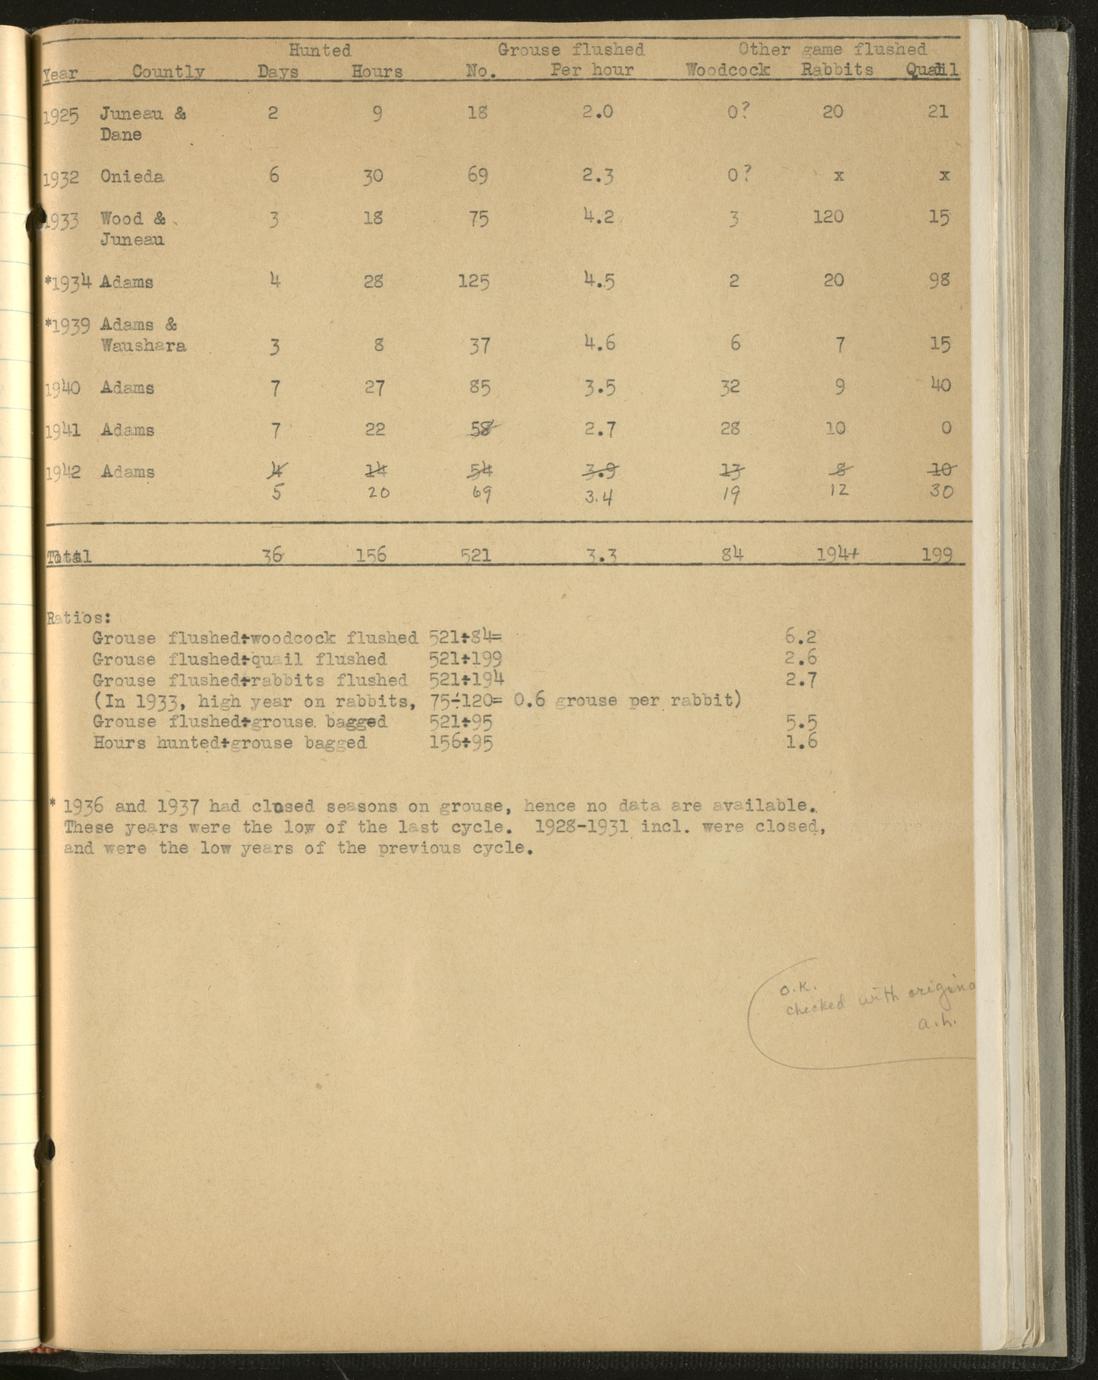 Hunted Grouse flushed Other game flushed
Year Countly Days Hours No. Per hour Woodcock Rabbits Quail
1925 Juneau & 2 9 18 2.0 0? 20 21
Dane
1932 Onieda 6 30 69 2.3 0? x x
1933 Wood & 3 18 75 4.2 3 120 15
Juneau
*1934 Adams 4 28 125 4.5 2 20 98
*1939 Adams &
Waushara 3 8 37 4.6 6 7 15
1940 Adams 7 27 85 3.5 32 9 40
1941 Adams 7 22 58 2.7 28 10 0
1942 Adams 4 14 54 3.9 13 8 10
5 20 69 3.4 19 12 30
Total 36 156 521 3.3 84 194+ 199
Ratios:
Grouse flushed÷woodcock flushed 521÷84= 6.2
Grouse flushed÷quail flushed 521÷199 2.6
Grouse flushed÷rabbits flushed 521÷194 2.7
(In 1933, high year on rabbits, 75÷120= 0.6 grouse per rabbit)
Grouse flushed÷grouse bagged 521÷95 5.5
Hours hunted÷grouse bagged 156÷95 1.6
* 1936 and 1937 had closed seasons on grouse, hence no data are available.
These years were the low of the last cycle. 1928-1931 incl. were closed,
and were the low years of the previous cycle.
o.k.
checked with origina
a.h.